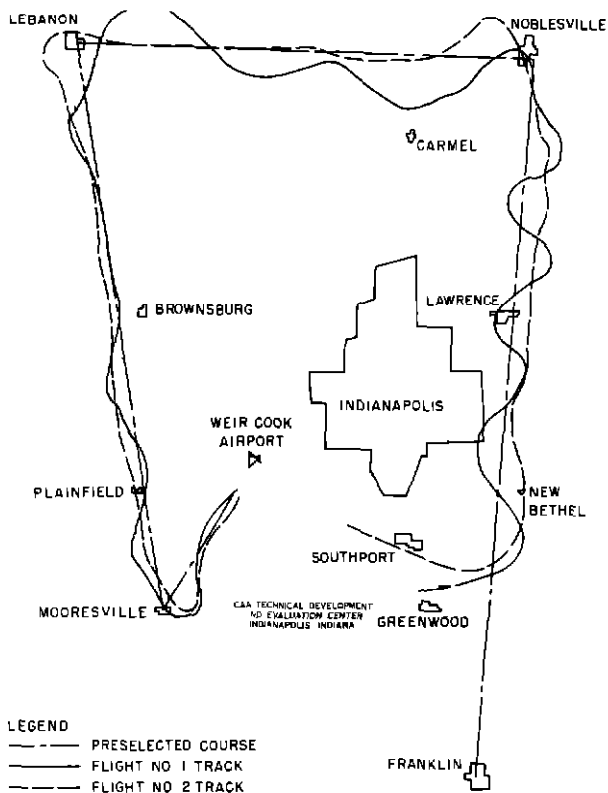 LEBANON
NOBLESVILLE
CARMEL
BROWNSBURG
LAWRENCE
INDIANAPOLIS
WEIR COOK
AIRPORT
PLAINFIELD
NEW
BETHEL
SOUTHPORT
MOORESVILLE
CAA TECHNICAL DEVELOPMENT
ND EVALUATION CENTER
INDIANAPOLIS INDIANA
GREENWOOD
LEGEND
PRESELECTED COURSE
FLIGHT NO 1 TRACK
FLIGHT NO 2 TRACK
FRANKLIN